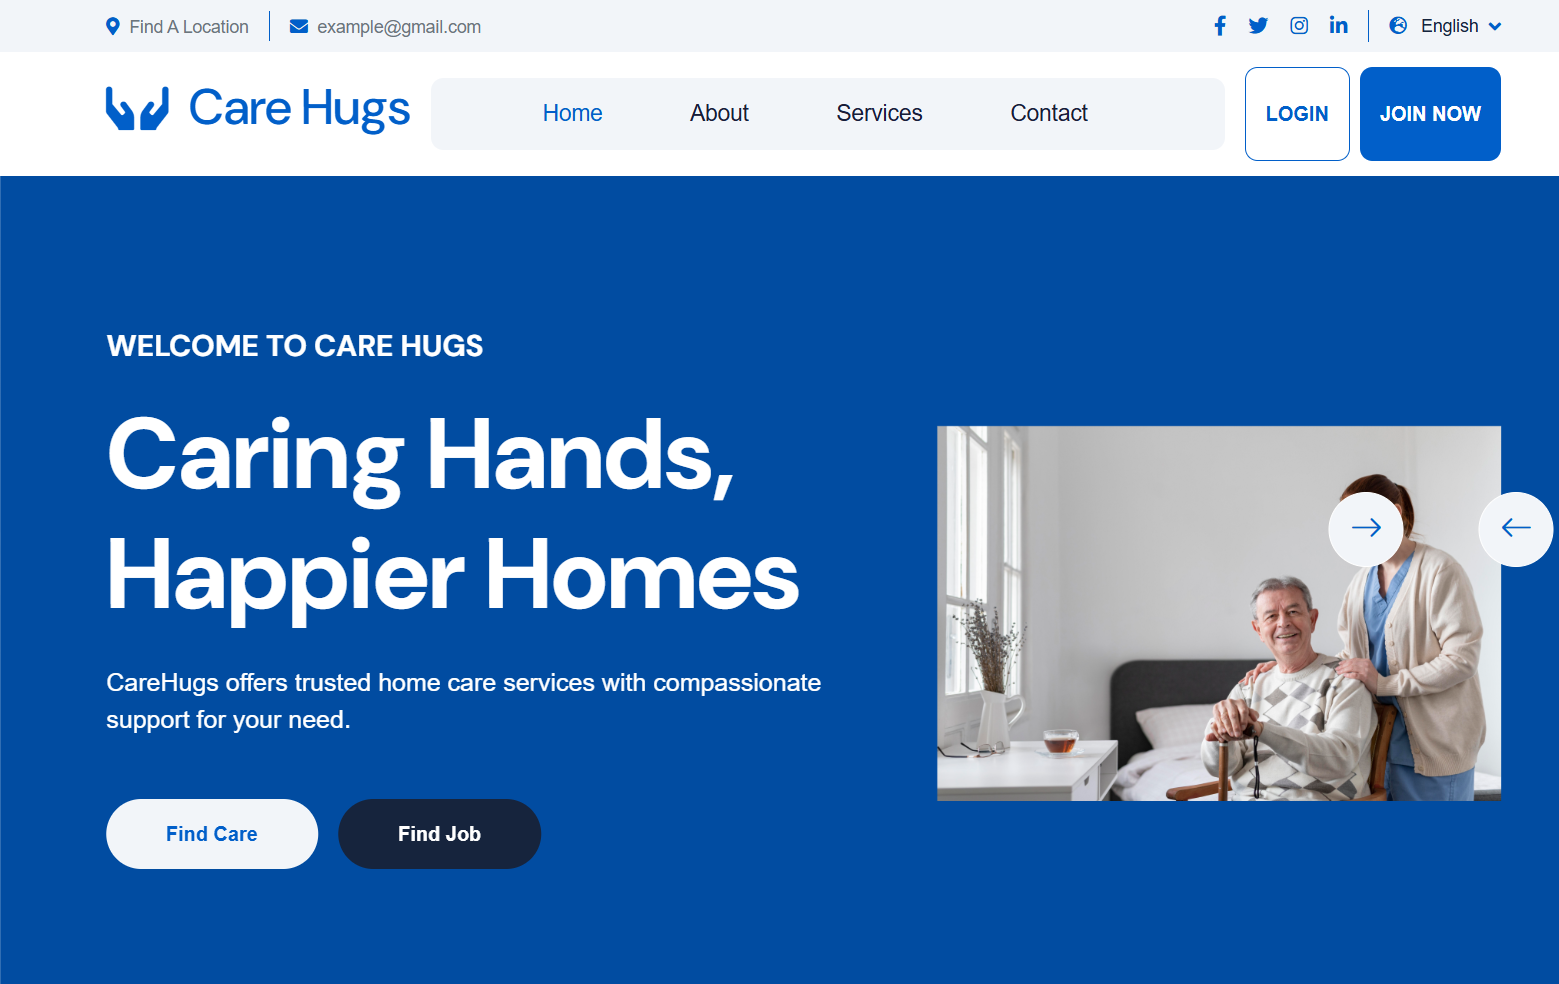 Find A Location
example@gmail.com
English
Care Hugs
Home
About
Services
Contact
LOGIN
JOIN NOW
WELCOME TO CARE HUGS
Caring Hands,
Happier Homes
CareHugs offers trusted home care services with compassionate
support for your need.
Find Care
Find Job